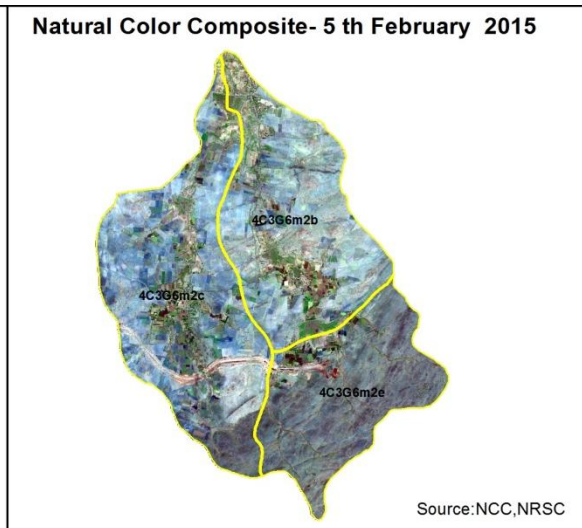 Natural Color Composite- 5 th February 2015
4C3G6m2b
4C3G6m2c
4C3G6m2e
Source:NCC,NRSC